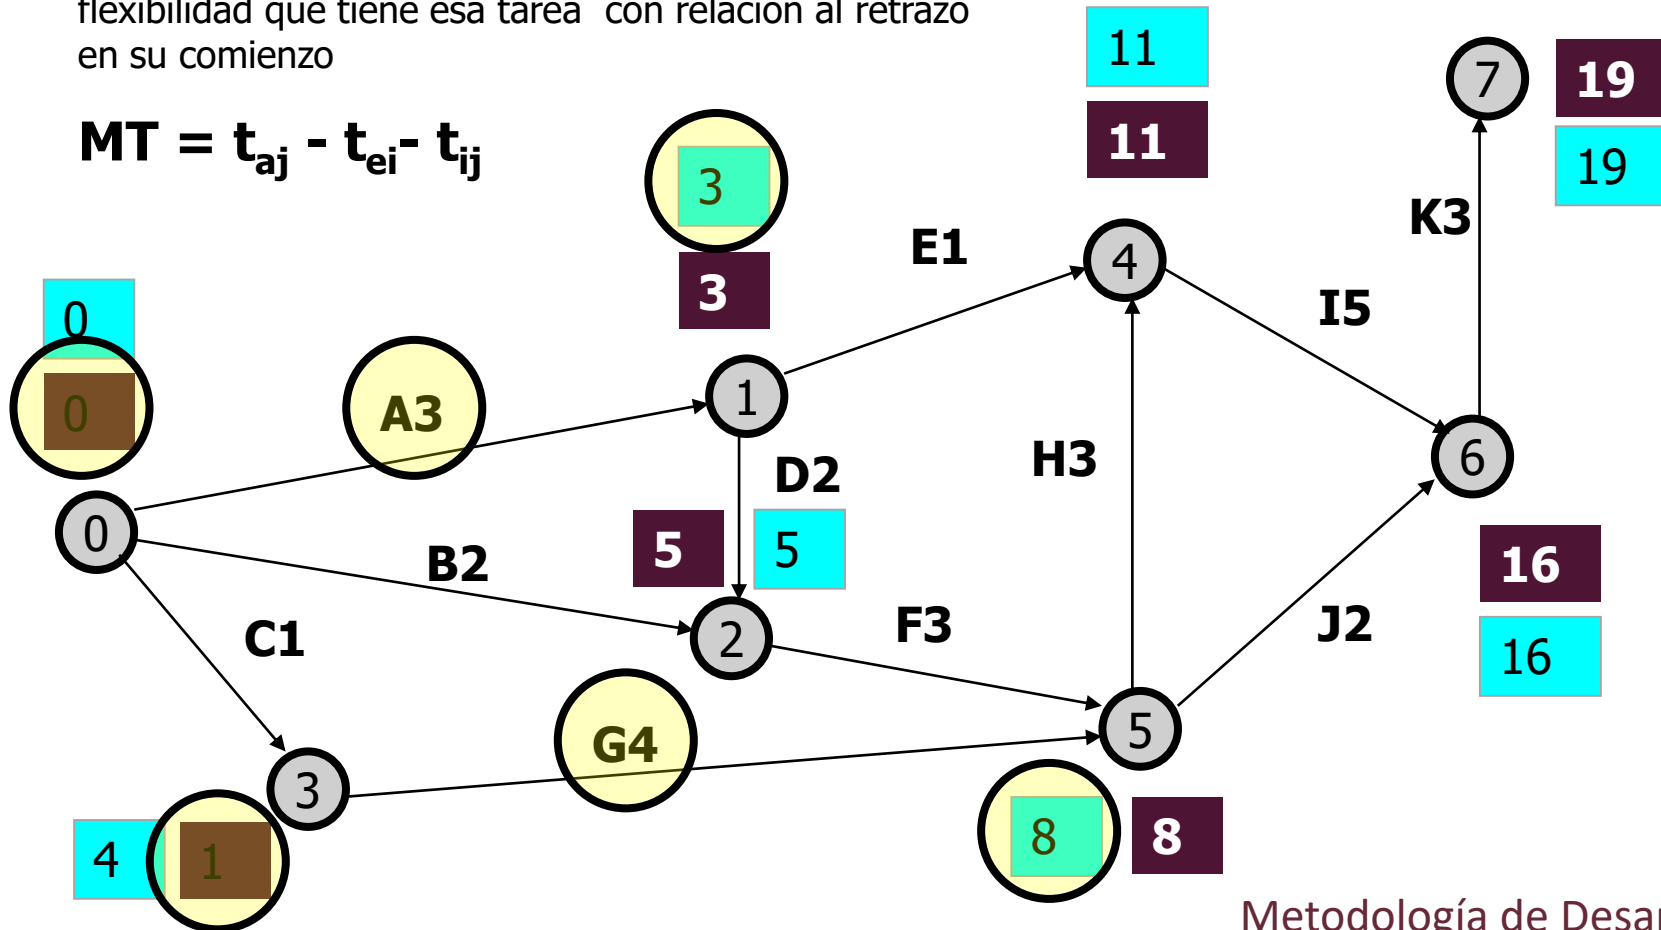 flexibilidad que tiene esa tarea con relación al retrazo
en su comienzo
MT = taj - tei- tij
11
11
7
19
19
3
3
K3
E1
4
I5
0
0
A3
1
D2
H3
6
0
B2
5
5
16
C1
2
F3
J2
16
G4
5
3
4
1
8
8
Metodología de Desar